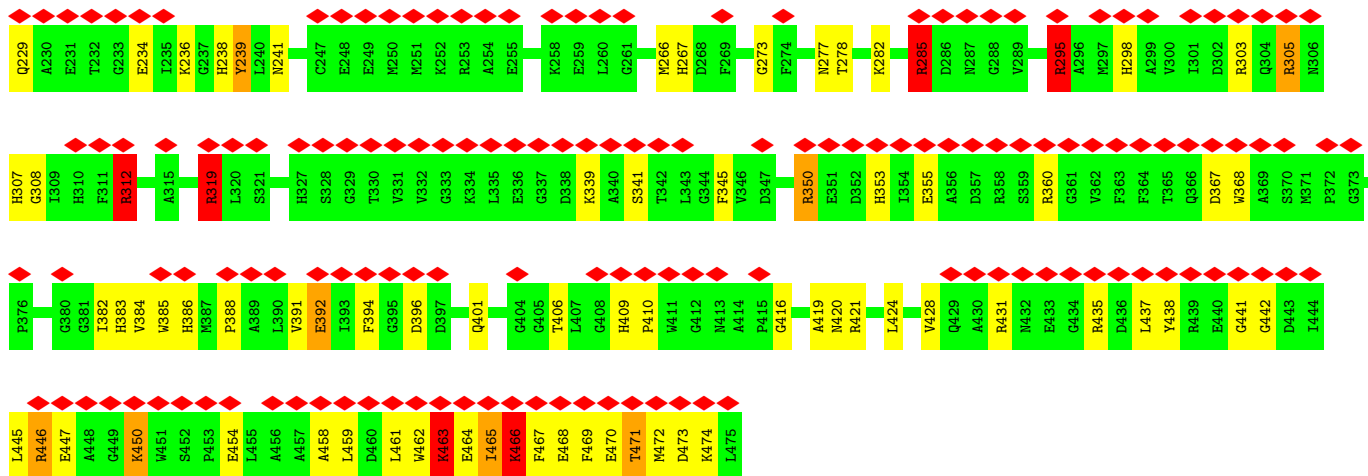 Q229 A230 E231 T232 G233 E234 I235 K236 G237 H238 Y239 L240 N241 C247 E248 E249 M250 M251 K252 R253 A254 E255 K258 E259 L260 G261 M266 H267 D268 F269 G273 F274 N277 T278 K282 R285 D286 N287 G288 V289 R295 A296 M297 H298 A299 V300 I301 D302 R303 Q304 R305 N306
H307 G308 I309 H310 F311 R312 A315 R319 L320 S321 H327 S328 G329 T330 V331 V332 G333 K334 L335 E336 G337 D338 K339 A340 S341 T342 L343 G344 F345 V346 D347 R350 E351 D352 H353 I354 E355 A356 D357 R358 S359 R360 G361 V362 F363 F364 T365 Q366 D367 W368 A369 S370 M371 P372 G373
P376 G380 G381 I382 H383 V384 W385 H386 M387 P388 A389 L390 V391 E392 I393 F394 G395 D396 D397 Q401 G404 G405 T406 L407 G408 H409 P410 W411 G412 N413 A414 P415 G416 A419 N420 R421 L424 V428 Q429 A430 R431 N432 E433 G434 R435 D436 L437 Y438 R439 E440 G441 G442 D443 I444
L445 R446 E447 A448 G449 K450 W451 S452 P453 E454 L455 A456 A457 A458 L459 D460 L461 W462 K463 E464 I465 K466 F467 E468 F469 E470 T471 M472 D473 K474 L475